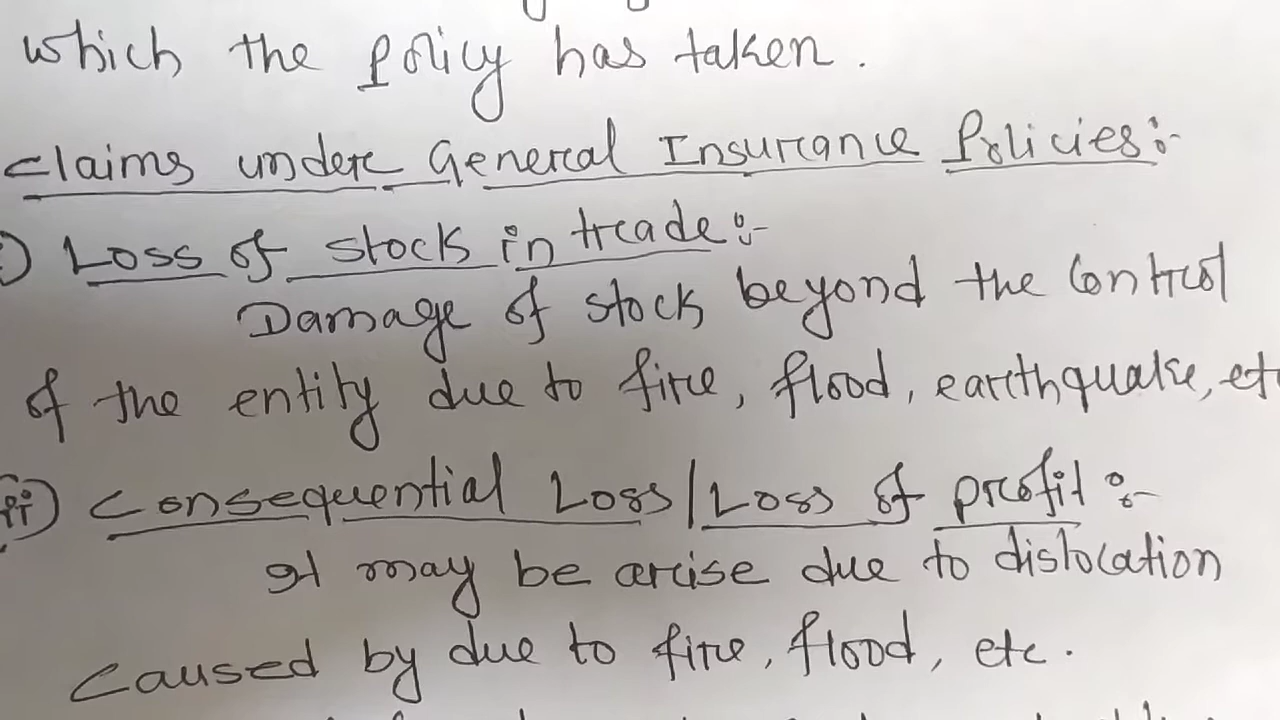 which the policy has taken.
Claims under General Insurance Policies:-
Loss of stock in trade:-
Damage of stock beyond the control
of the entity due to fire, flood, earthquake, etc
ii) Consequential Loss/Loss of profit:-
It may be arise due to dislocation
caused by due to fire, flood, etc.